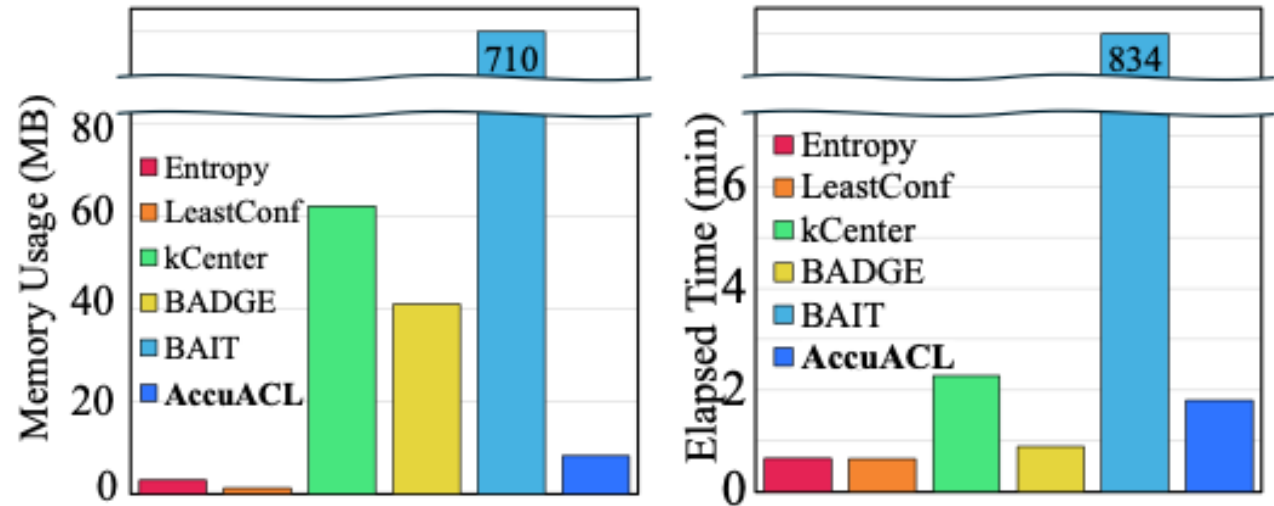 Memory Usage (MB)
80
60
40
20
0
710
Entropy
LeastConf
kCenter
BADGE
BAIT
AccuACL
Elapsed Time (min)
6
4
2
0
834
Entropy
LeastConf
kCenter
BADGE
BAIT
AccuACL